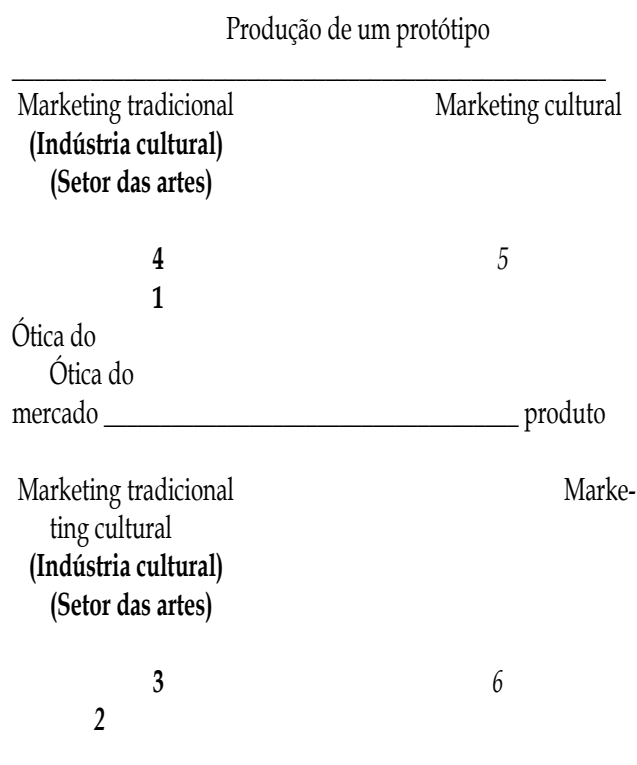 Produção de um protótipo
Marketing tradicional Marketing cultural
(Indústria cultural)
(Setor das artes)
4 5
1
Ótica do
Ótica do
mercado ______________________ produto
Marketing tradicional Marke-
ting cultural
(Indústria cultural)
(Setor das artes)
3 6
2